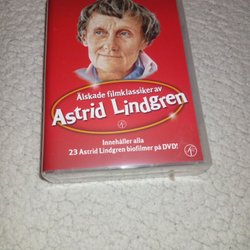 Älskade filmklassiker av
Astrid Lindgren
Innehåller alla
23 Astrid Lindgren biofilmer på DVD!